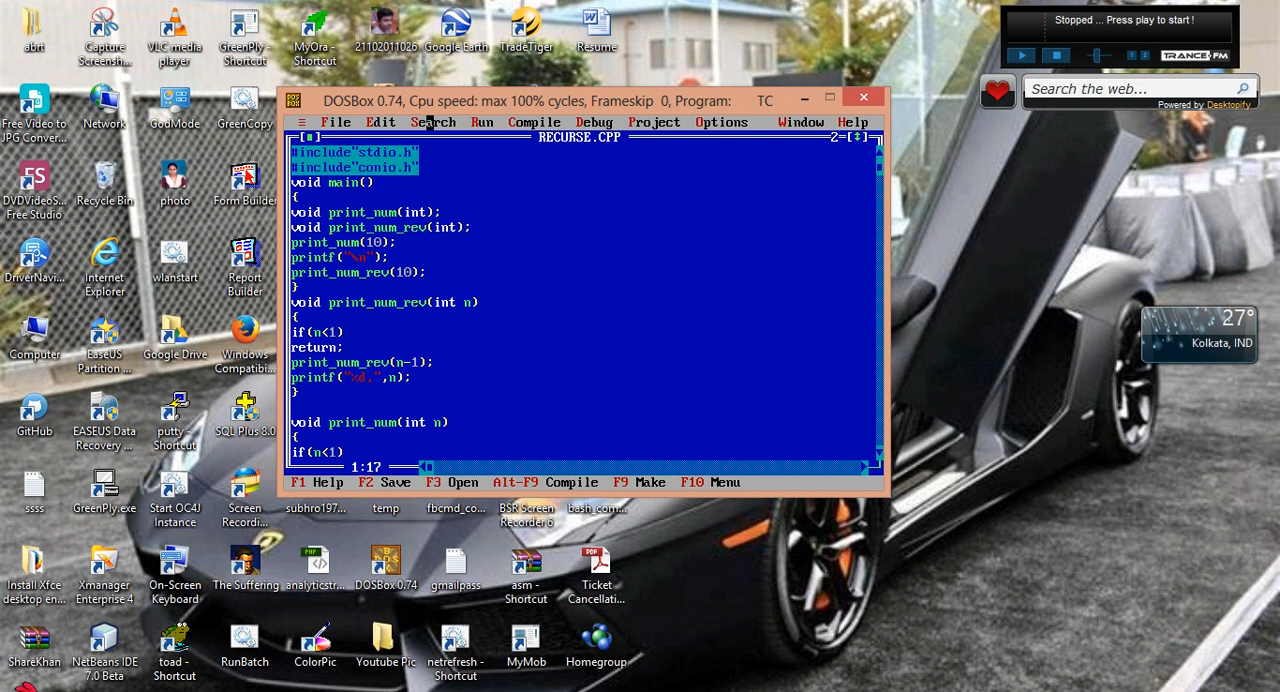 abrt
Capture Screensh...
VLC media player
GreenPly - Shortcut
MyOra - Shortcut
21102011026
Google Earth
TradeTiger
Resume
Stopped ... Press play to start !
1 2
TRANCE•FM
Search the web...
Powered by Desktopify
Free Video to JPG Conver...
Network
GodMode
GreenCopy
DVDVideoS... Free Studio
Recycle Bin
photo
Form Builder
DriverNavi...
Internet Explorer
wlanstart
Report Builder
Computer
EaseUS Partition ...
Google Drive
Windows Compatibi...
GitHub
EASEUS Data Recovery ...
putty - Shortcut
SQL Plus 8.0
DOSBox 0.74, Cpu speed: max 100% cycles, Frameskip 0, Program: TC
≡ File Edit Search Run Compile Debug Project Options Window Help
RECURSE.CPP 2=[↕]
#include"stdio.h"
#include"conio.h"
void main()
{
void print_num(int);
void print_num_rev(int);
print_num(10);
printf("\n");
print_num_rev(10);
}
void print_num_rev(int n)
{
if(n<1)
return;
print_num_rev(n-1);
printf("%d,",n);
}
void print_num(int n)
{
if(n<1)
1:17
F1 Help F2 Save F3 Open Alt-F9 Compile F9 Make F10 Menu
27°
Kolkata, IND
ssss
GreenPly.exe
Start OC4J Instance
Screen Recordi...
subhro197...
temp
fbcmd_co...
BSR Screen Recorder 6
bash_com...
Install Xfce desktop en...
Xmanager Enterprise 4
On-Screen Keyboard
The Suffering
analyticstr...
DOSBox 0.74
gmailpass
asm - Shortcut
Ticket Cancellati...
ShareKhan
NetBeans IDE 7.0 Beta
toad - Shortcut
RunBatch
ColorPic
Youtube Pic
netrefresh - Shortcut
MyMob
Homegroup